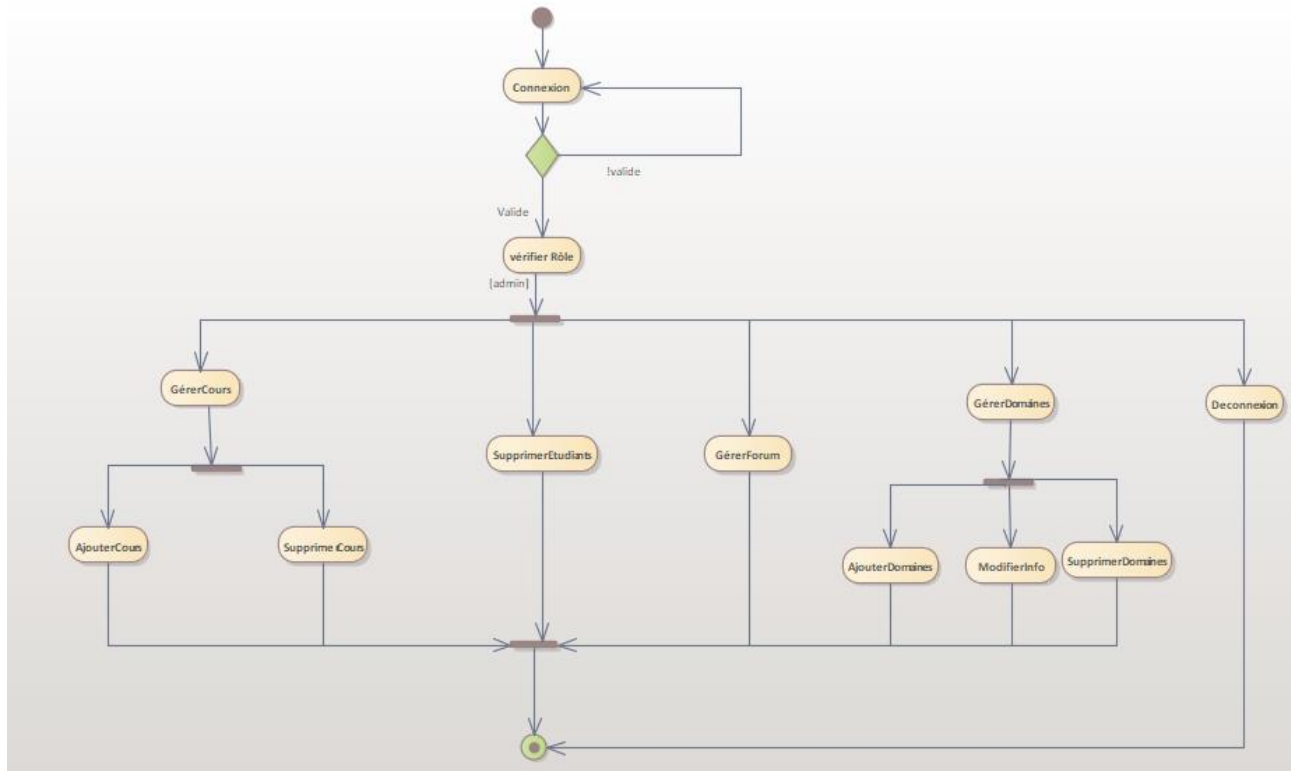 Connexion
!valide
Valide
vérifier Rôle
[admin]
GérerCours
GérerDomaines
Deconnexion
SupprimerEtudiants
GérerForum
AjouterCours
SupprimerCours
AjouterDomaines
ModifierInfo
SupprimerDomaines